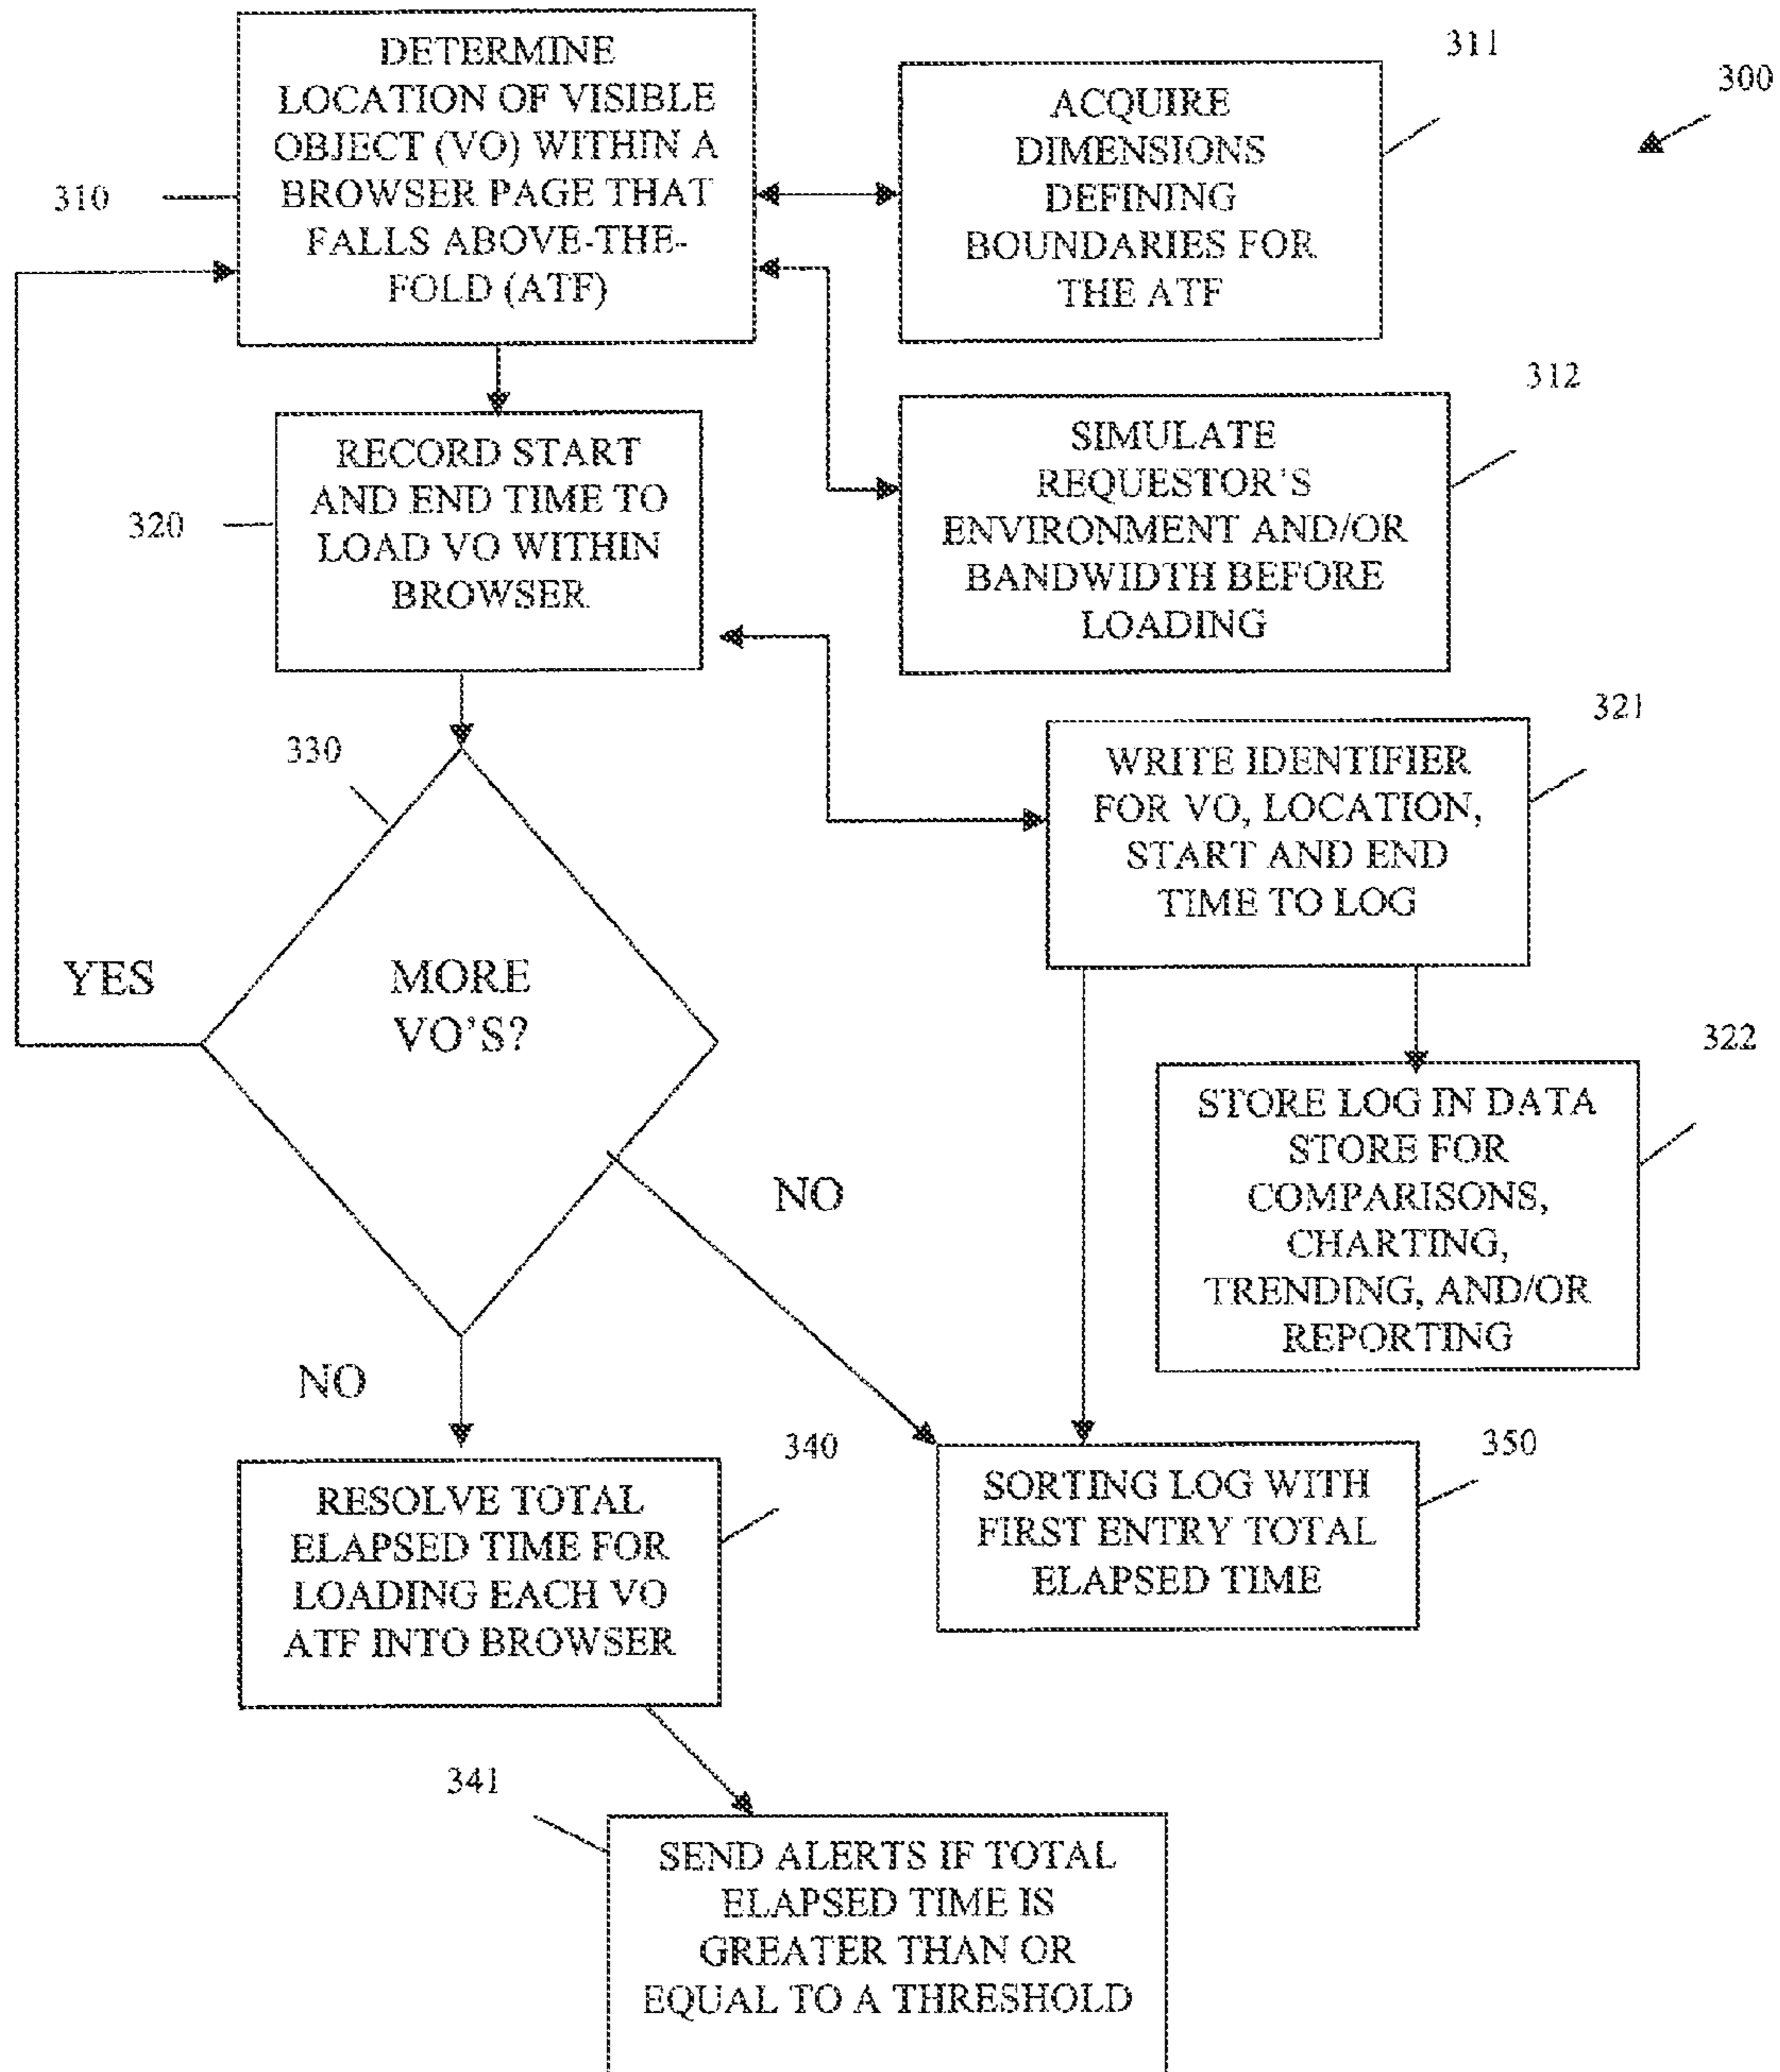 300
310
DETERMINE
LOCATION OF VISIBLE
OBJECT (VO) WITHIN A
BROWSER PAGE THAT
FALLS ABOVE-THE-
FOLD (ATF)
311
ACQUIRE
DIMENSIONS
DEFINING
BOUNDARIES FOR
THE ATF
312
SIMULATE
REQUESTOR'S
ENVIRONMENT AND/OR
BANDWIDTH BEFORE
LOADING
320
RECORD START
AND END TIME TO
LOAD VO WITHIN
BROWSER
321
WRITE IDENTIFIER
FOR VO, LOCATION,
START AND END
TIME TO LOG
330
MORE
VO'S?
YES
NO
NO
322
STORE LOG IN DATA
STORE FOR
COMPARISONS,
CHARTING,
TRENDING, AND/OR
REPORTING
340
RESOLVE TOTAL
ELAPSED TIME FOR
LOADING EACH VO
ATF INTO BROWSER
350
SORTING LOG WITH
FIRST ENTRY TOTAL
ELAPSED TIME
341
SEND ALERTS IF TOTAL
ELAPSED TIME IS
GREATER THAN OR
EQUAL TO A THRESHOLD